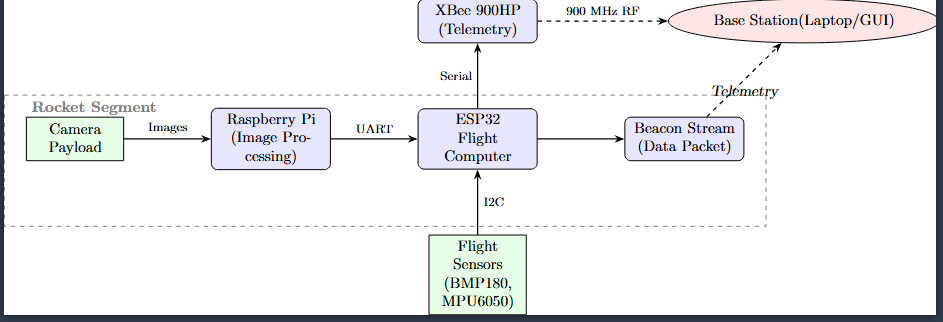 XBee 900HP
(Telemetry)
900 MHz RF
Base Station(Laptop/GUI)
Serial
Telemetry
Rocket Segment
Camera
Payload
Images
Raspberry Pi
(Image Pro-
cessing)
UART
ESP32
Flight
Computer
Beacon Stream
(Data Packet)
I2C
Flight
Sensors
(BMP180,
MPU6050)